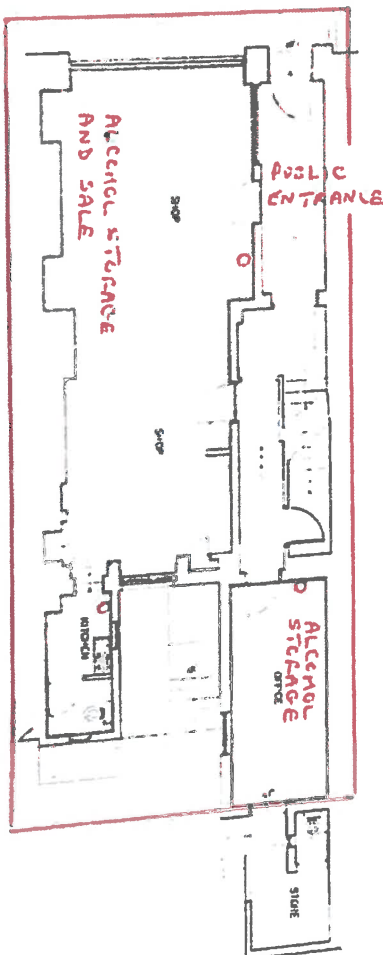 PUBLIC
ENTRANCE
ALCOHOL STORAGE
AND SALE
SHOP
SHOP
KITCHEN
ALCOHOL
STORAGE
OFFICE
STORE